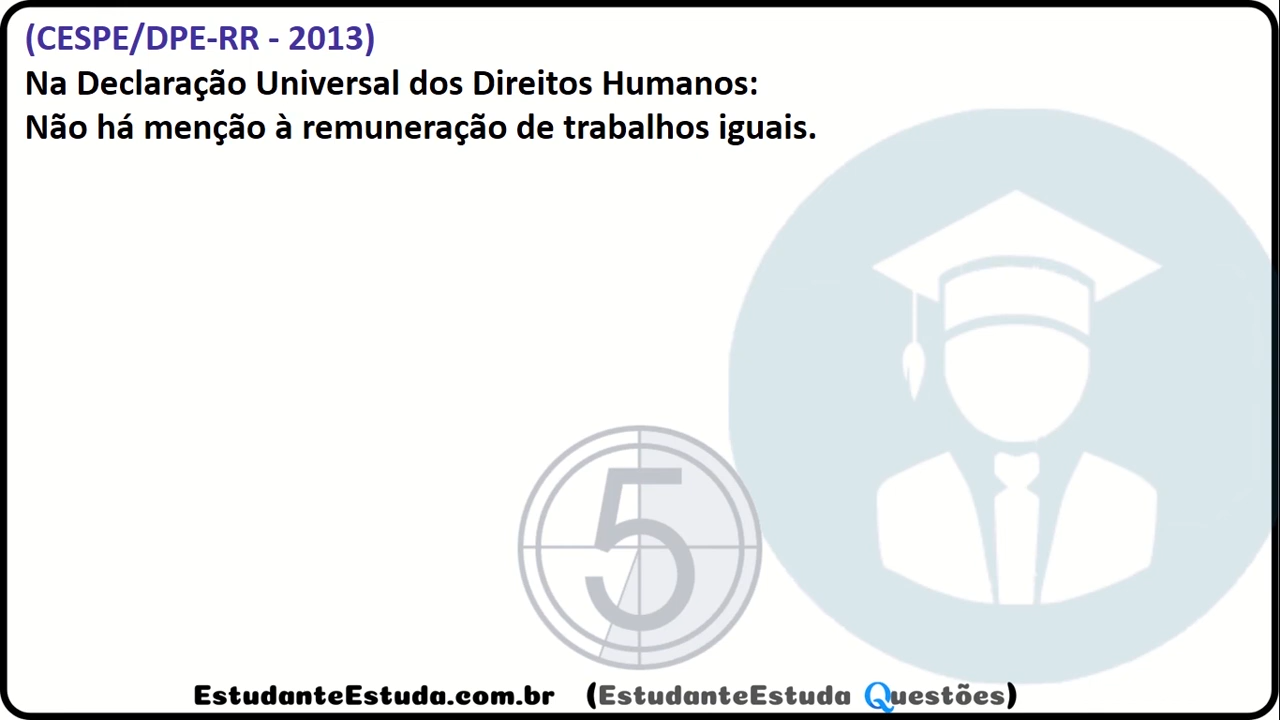 (CESPE/DPE-RR - 2013)
Na Declaração Universal dos Direitos Humanos:
Não há menção à remuneração de trabalhos iguais.
5
EstudanteEstuda.com.br (EstudanteEstuda Questões)